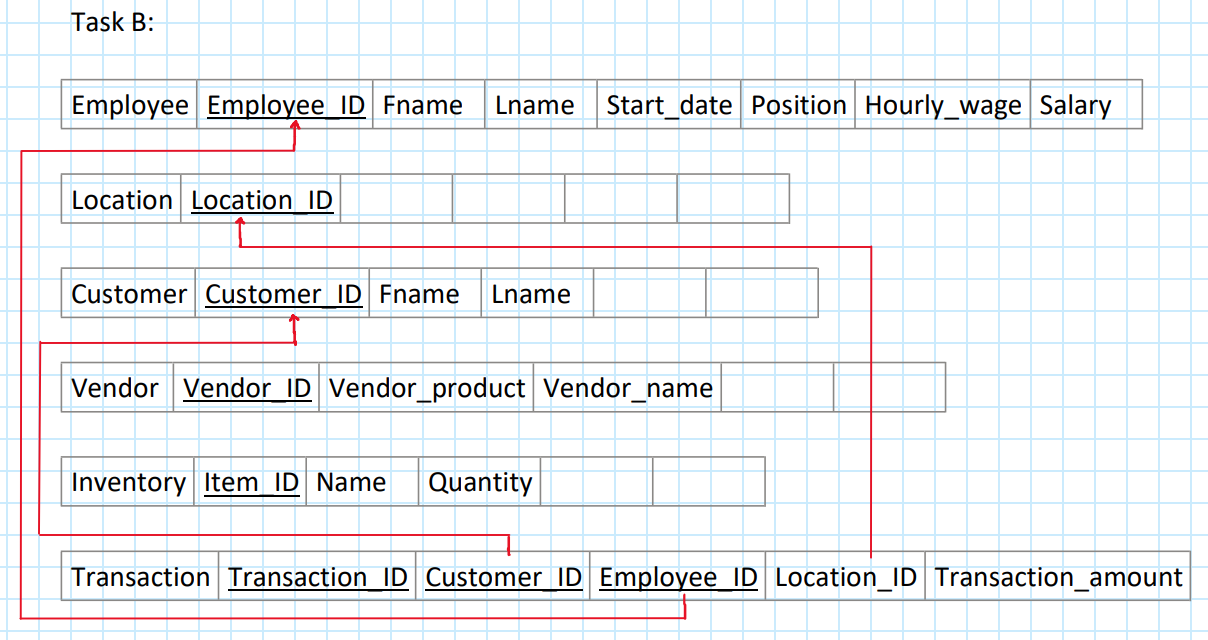 Task B:
Employee Employee_ID Fname Lname Start_date Position Hourly_wage Salary
Location Location_ID
Customer Customer_ID Fname Lname
Vendor Vendor_ID Vendor_product Vendor_name
Inventory Item_ID Name Quantity
Transaction Transaction_ID Customer_ID Employee_ID Location_ID Transaction_amount